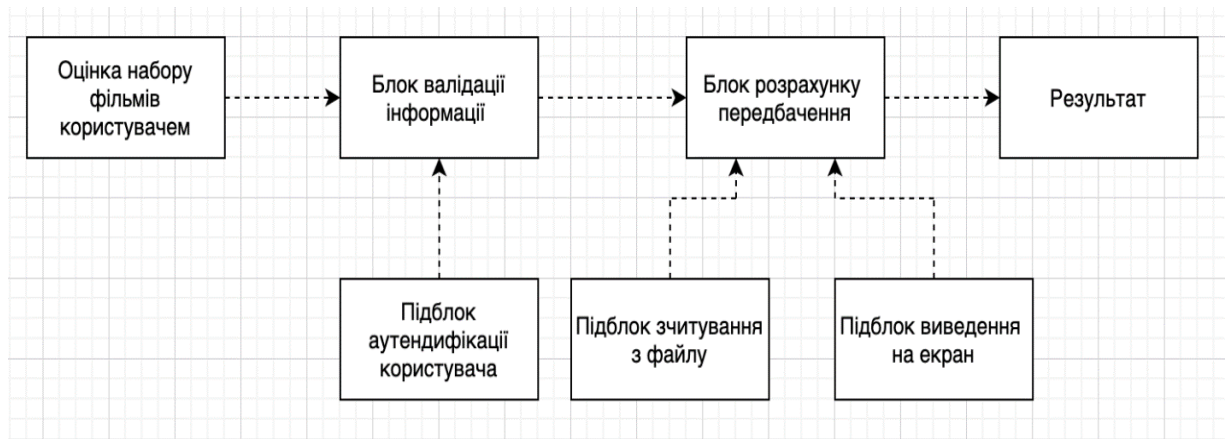 Оцінка набору
фільмів
користувачем
Блок валідації
інформації
Блок розрахунку
передбачення
Результат
Підблок
аутендифікації
користувача
Підблок зчитування
з файлу
Підблок виведення
на екран